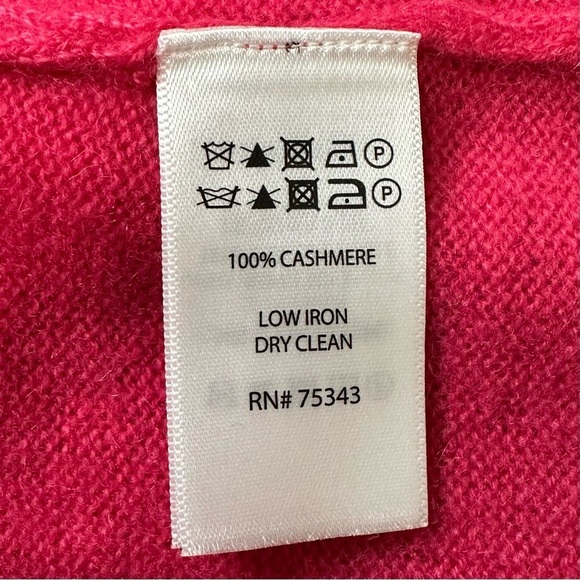 P
P
100% CASHMERE
LOW IRON
DRY CLEAN
RN# 75343